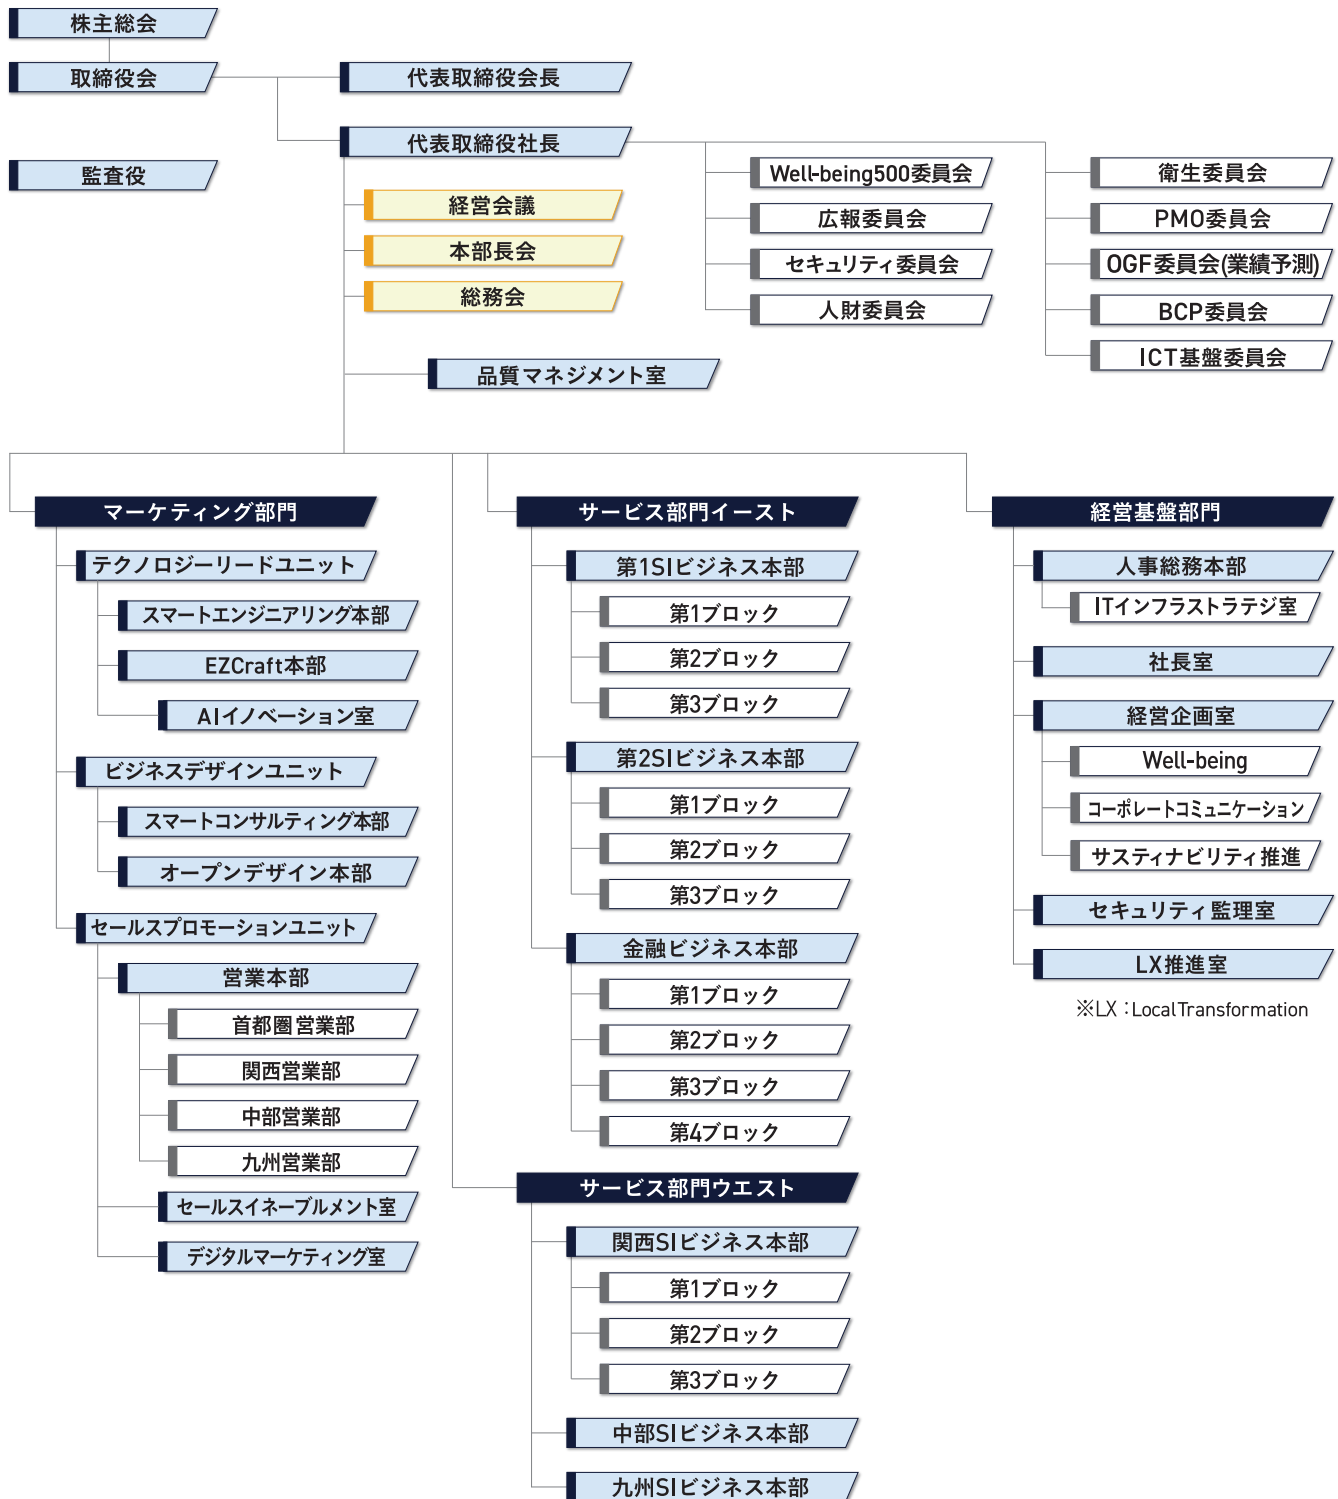 株主総会
取締役会
代表取締役会長
代表取締役社長
監査役
経営会議
本部長会
総務会
Well-being500委員会
広報委員会
セキュリティ委員会
人財委員会
衛生委員会
PMO委員会
OGF委員会(業績予測)
BCP委員会
ICT基盤委員会
品質マネジメント室
マーケティング部門
テクノロジーリードユニット
スマートエンジニアリング本部
EZCraft本部
AIイノベーション室
ビジネスデザインユニット
スマートコンサルティング本部
オープンデザイン本部
セールスプロモーションユニット
営業本部
首都圏営業部
関西営業部
中部営業部
九州営業部
セールスイネーブルメント室
デジタルマーケティング室
サービス部門イースト
第1SIビジネス本部
第1ブロック
第2ブロック
第3ブロック
第2SIビジネス本部
第1ブロック
第2ブロック
第3ブロック
金融ビジネス本部
第1ブロック
第2ブロック
第3ブロック
第4ブロック
サービス部門ウエスト
関西SIビジネス本部
第1ブロック
第2ブロック
第3ブロック
中部SIビジネス本部
九州SIビジネス本部
経営基盤部門
人事総務本部
ITインフラストラテジ室
社長室
経営企画室
Well-being
コーポレートコミュニケーション
サスティナビリティ推進
セキュリティ監理室
LX推進室
※LX：Local Transformation